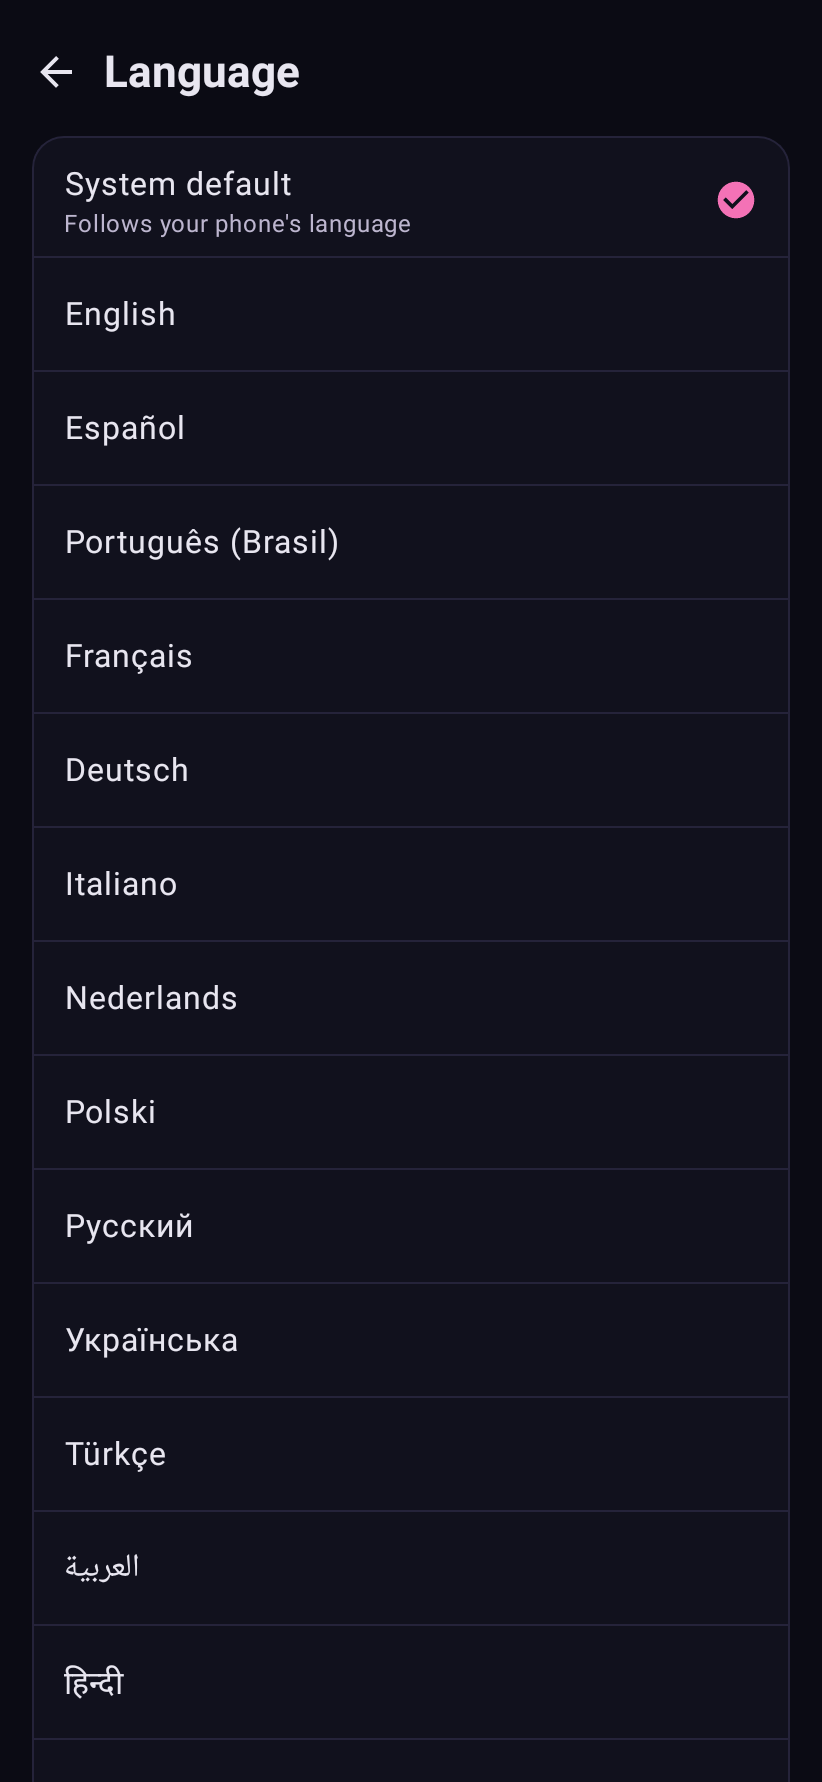 Language
System default
Follows your phone's language
English
Español
Português (Brasil)
Français
Deutsch
Italiano
Nederlands
Polski
Русский
Українська
Türkçe
العربية
हिन्दी